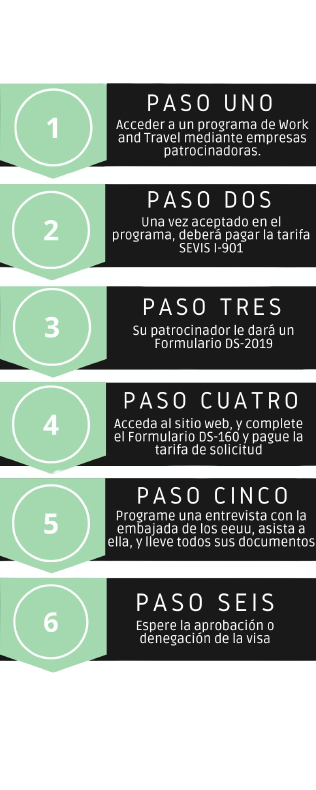 1
PASO UNO
Acceder a un programa de Work
and Travel mediante empresas
patrocinadoras.
2
PASO DOS
Una vez aceptado en el
programa, deberá pagar la tarifa
SEVIS I-901
3
PASO TRES
Su patrocinador le dará un
Formulario DS-2019
4
PASO CUATRO
Acceda al sitio web, y complete
el Formulario DS-160 y pague la
tarifa de solicitud
5
PASO CINCO
Programe una entrevista con la
embajada de los eeuu, asista a
ella, y lleve todos sus documentos
6
PASO SEIS
Espere la aprobación o
denegación de la visa